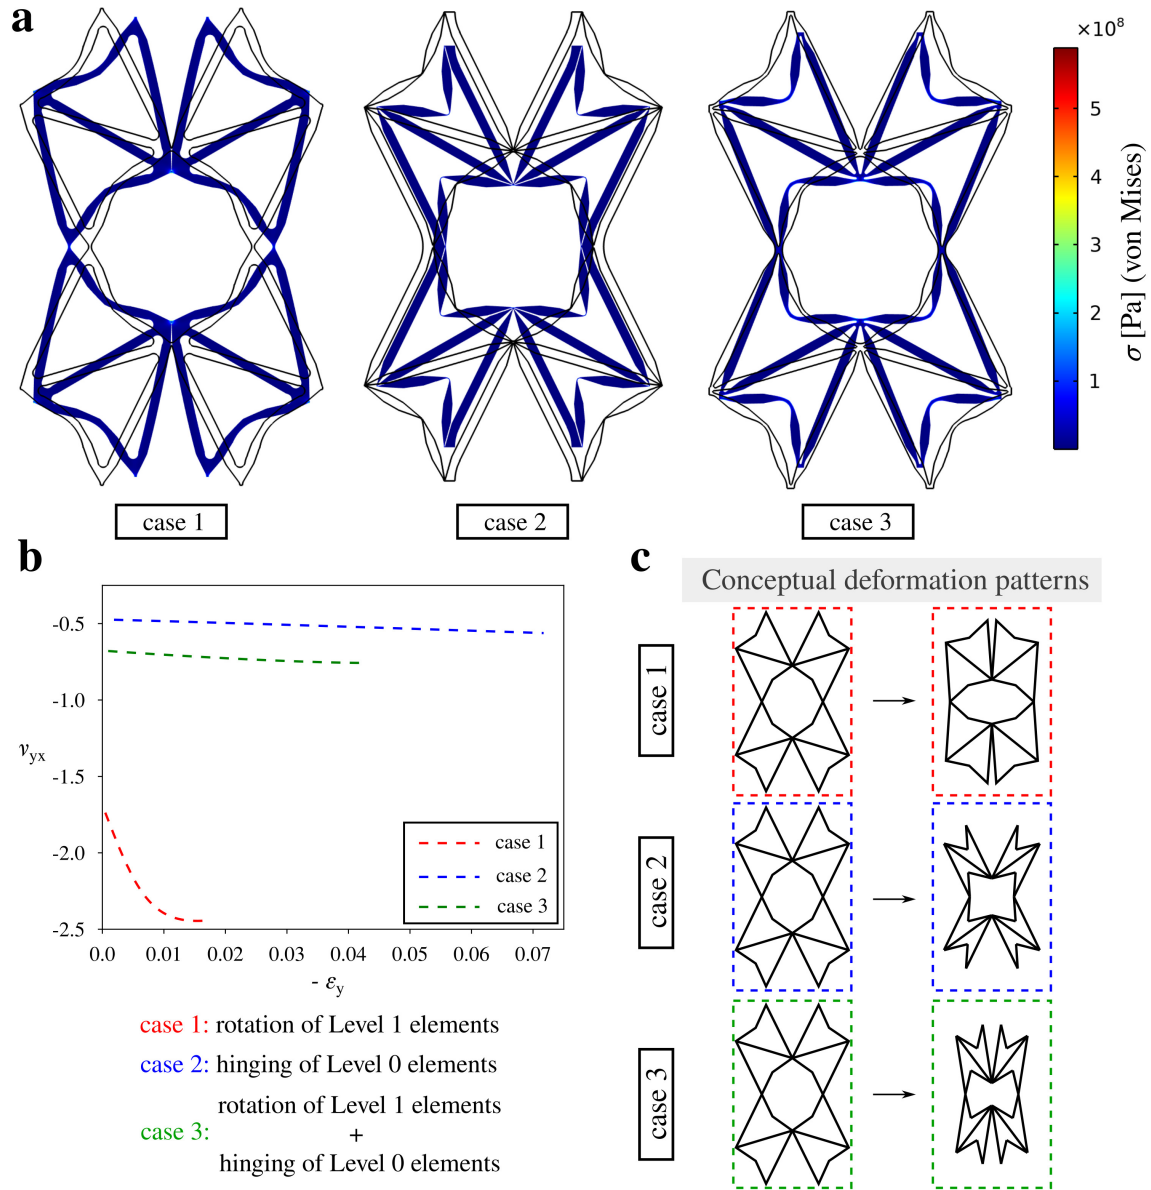 a
×10⁸
5
4
3
2
1
σ [Pa] (von Mises)
case 1
case 2
case 3
b
-0.5
-1.0
-1.5
-2.0
-2.5
νyx
0.0
0.01
0.02
0.03
0.04
0.05
0.06
0.07
- εy
case 1
case 2
case 3
case 1: rotation of Level 1 elements
case 2: hinging of Level 0 elements
rotation of Level 1 elements
case 3: +
hinging of Level 0 elements
c
Conceptual deformation patterns
case 1
case 2
case 3